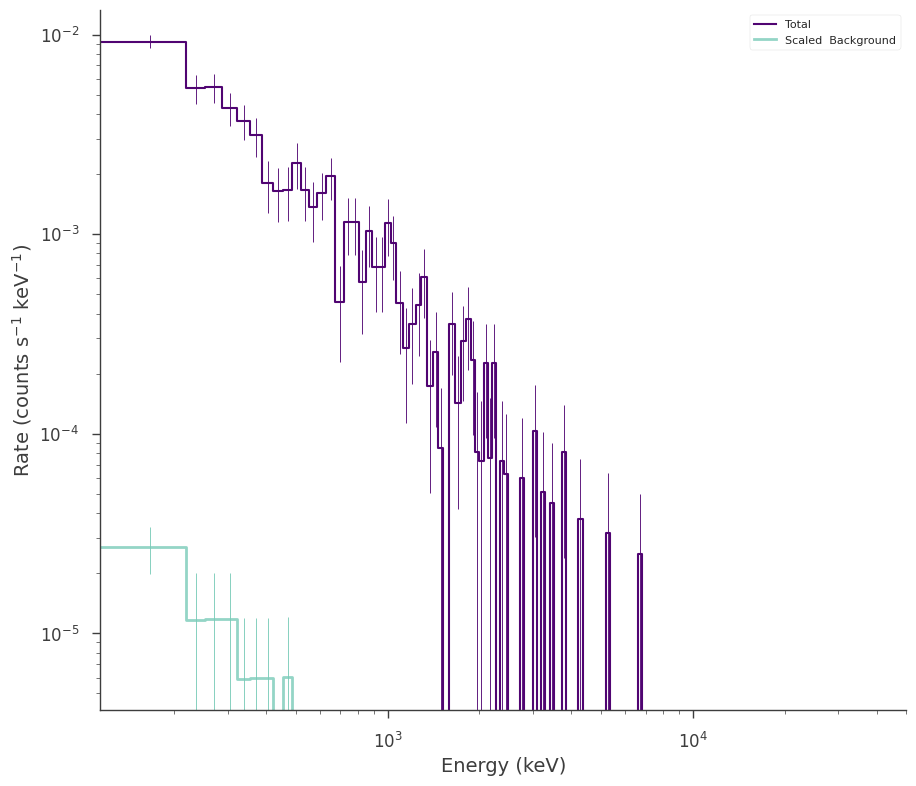 Total
Scaled  Background
10⁻²
10⁻³
10⁻⁴
10⁻⁵
Rate (counts s⁻¹ keV⁻¹)
10³
10⁴
Energy (keV)